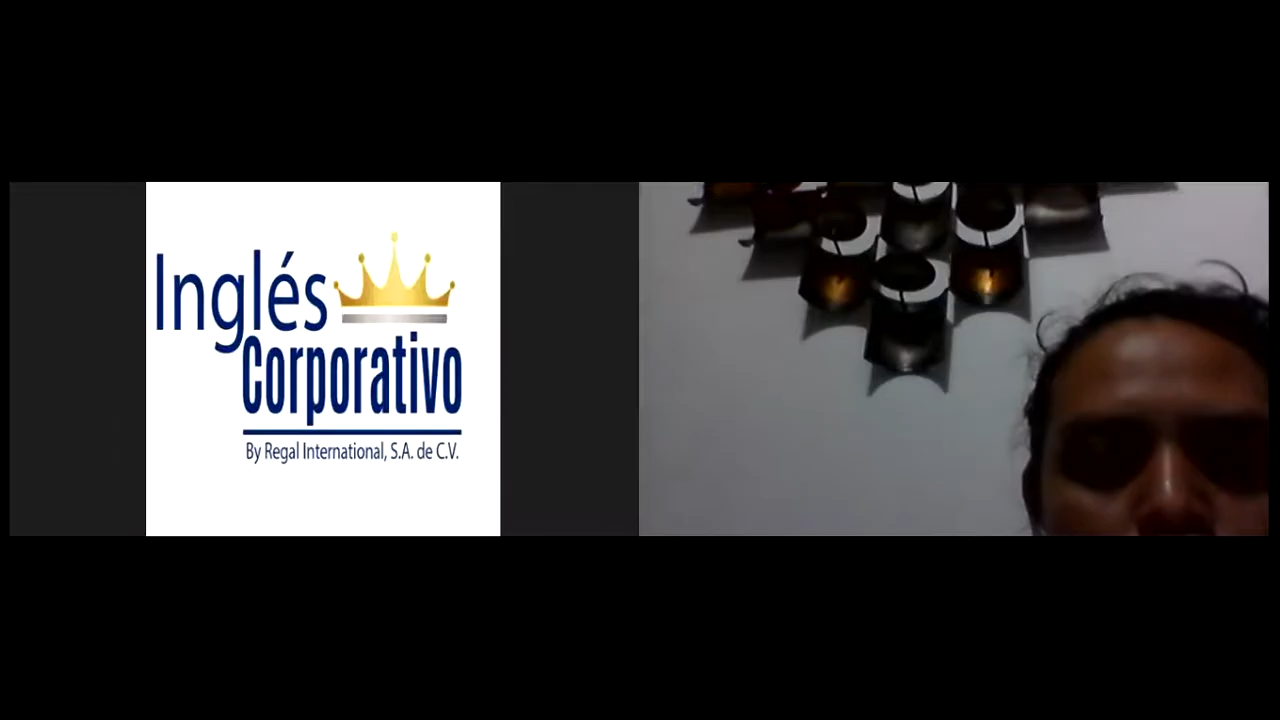 Inglés
Corporativo
By Regal International, S.A. de C.V.